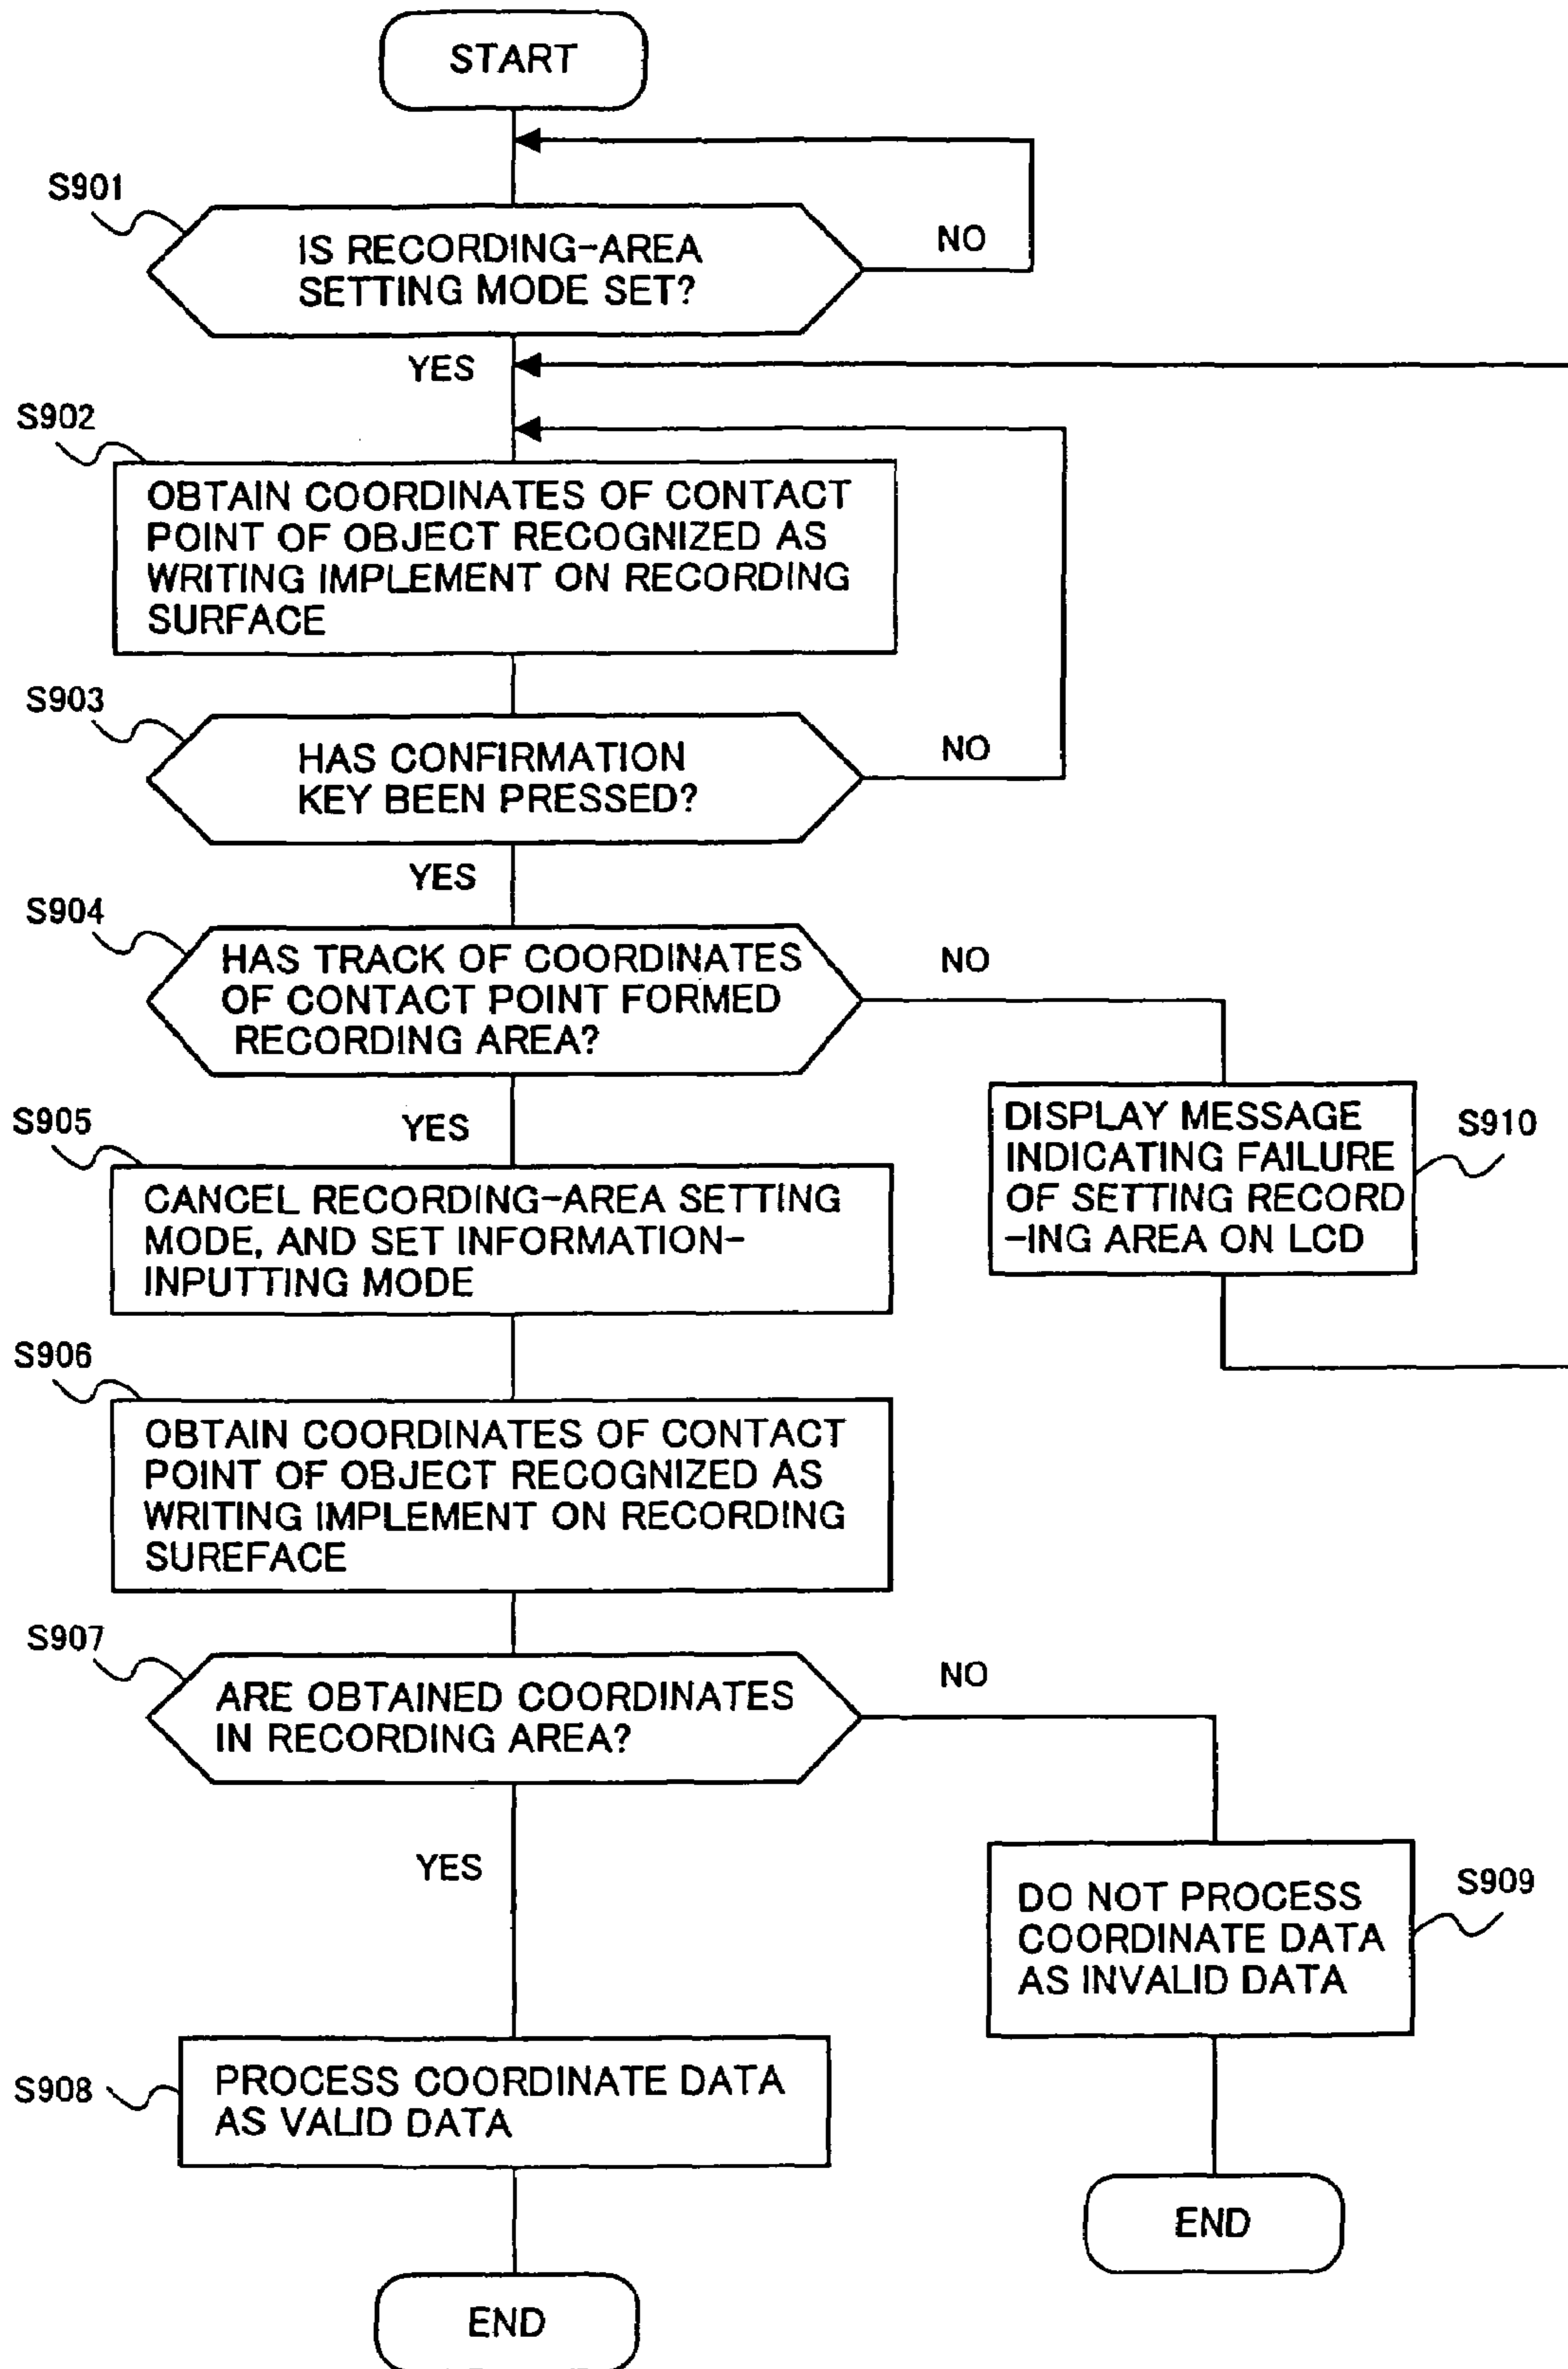 START
S901
IS RECORDING-AREA
SETTING MODE SET?
NO
YES
S902
OBTAIN COORDINATES OF CONTACT
POINT OF OBJECT RECOGNIZED AS
WRITING IMPLEMENT ON RECORDING
SURFACE
S903
HAS CONFIRMATION
KEY BEEN PRESSED?
NO
YES
S904
HAS TRACK OF COORDINATES
OF CONTACT POINT FORMED
RECORDING AREA?
NO
YES
S905
CANCEL RECORDING-AREA SETTING
MODE, AND SET INFORMATION-
INPUTTING MODE
DISPLAY MESSAGE
INDICATING FAILURE
OF SETTING RECORD
-ING AREA ON LCD
S910
S906
OBTAIN COORDINATES OF CONTACT
POINT OF OBJECT RECOGNIZED AS
WRITING IMPLEMENT ON RECORDING
SUREFACE
S907
ARE OBTAINED COORDINATES
IN RECORDING AREA?
NO
YES
DO NOT PROCESS
COORDINATE DATA
AS INVALID DATA
S909
S908
PROCESS COORDINATE DATA
AS VALID DATA
END
END